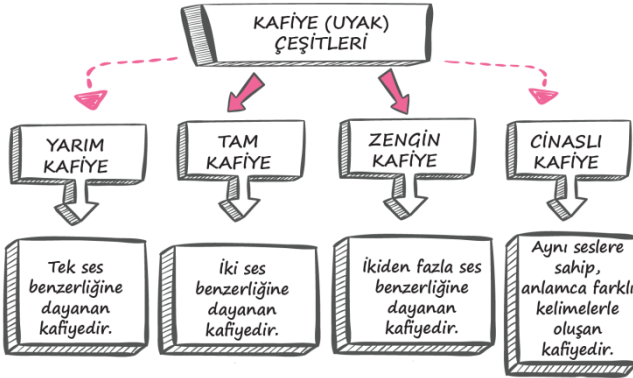 KAFİYE (UYAK)
ÇEŞİTLERİ
YARIM
KAFİYE
TAM
KAFİYE
ZENGİN
KAFİYE
CİNASLI
KAFİYE
Tek ses
benzerliğine
dayanan
kafiyedir.
İki ses
benzerliğine
dayanan
kafiyedir.
İkiden fazla ses
benzerliğine
dayanan
kafiyedir.
Aynı seslere
sahip,
anlamca farklı
kelimelerle
oluşan
kafiyedir.